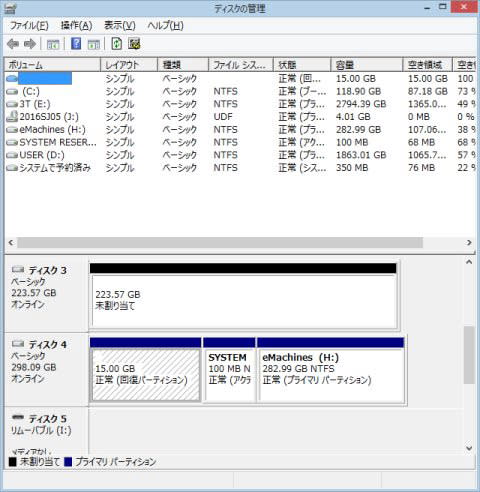 ディスクの管理
ファイル(F) 操作(A) 表示(V) ヘルプ(H)
ボリューム レイアウト 種類 ファイル シス... 状態 容量 空き領域 空き
シンプル ベーシック 正常 (回... 15.00 GB 15.00 GB 100
(C:) シンプル ベーシック NTFS 正常 (ブー... 118.90 GB 87.18 GB 73 %
3T (E:) シンプル ベーシック NTFS 正常 (プラ... 2794.39 GB 1365.0... 49 %
2016SJ05 (J:) シンプル ベーシック UDF 正常 (プラ... 4.01 GB 0 MB 0 %
eMachines (H:) シンプル ベーシック NTFS 正常 (プラ... 282.99 GB 107.06... 38 %
SYSTEM RESER... シンプル ベーシック NTFS 正常 (アク... 100 MB 68 MB 68 %
USER (D:) シンプル ベーシック NTFS 正常 (プラ... 1863.01 GB 1065.7... 57 %
システムで予約済み シンプル ベーシック NTFS 正常 (シス... 350 MB 76 MB 22 %
ディスク 3
ベーシック
223.57 GB
オンライン
223.57 GB
未割り当て
ディスク 4
ベーシック
298.09 GB
オンライン
15.00 GB
正常 (回復パーティション)
SYSTEM
100 MB N
正常 (アクテ
eMachines (H:)
282.99 GB NTFS
正常 (プライマリ パーティション)
ディスク 5
リムーバブル (I:)
未割り当て プライマリ パーティション